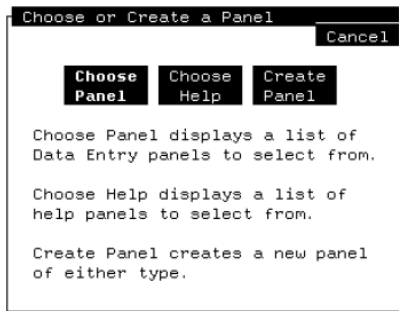 Choose or Create a Panel
Cancel
Choose Choose Create
Panel Help Panel
Choose Panel displays a list of
Data Entry panels to select from.
Choose Help displays a list of
help panels to select from.
Create Panel creates a new panel
of either type.